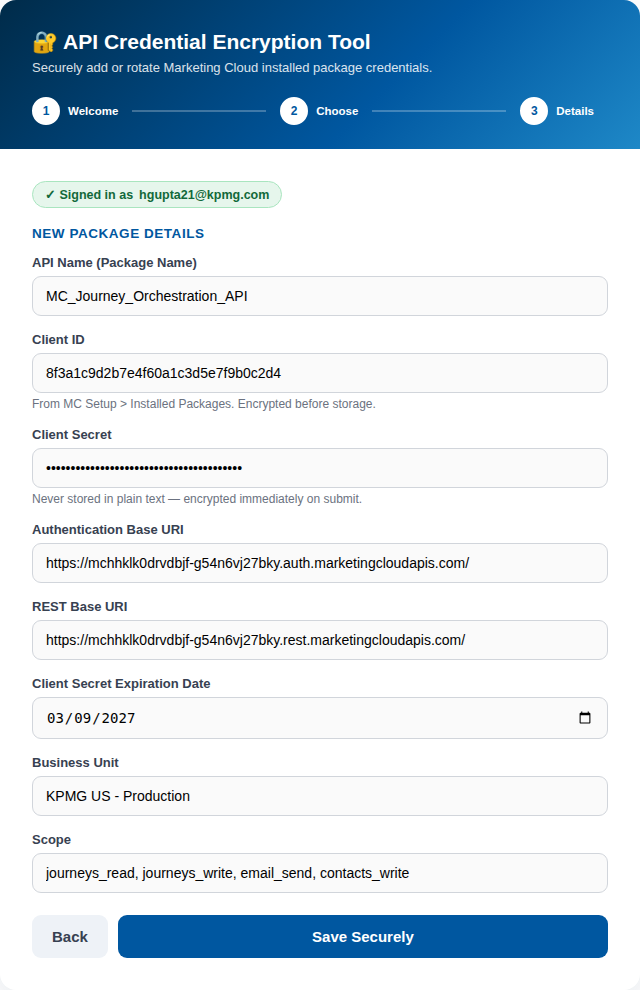 🔐 API Credential Encryption Tool
Securely add or rotate Marketing Cloud installed package credentials.
1 Welcome 2 Choose 3 Details
✓ Signed in as hgupta21@kpmg.com
NEW PACKAGE DETAILS
API Name (Package Name)
MC_Journey_Orchestration_API
Client ID
8f3a1c9d2b7e4f60a1c3d5e7f9b0c2d4
From MC Setup > Installed Packages. Encrypted before storage.
Client Secret
••••••••••••••••••••••••••••••••••••••••
Never stored in plain text — encrypted immediately on submit.
Authentication Base URI
https://mchhklk0drvdbjf-g54n6vj27bky.auth.marketingcloudapis.com/
REST Base URI
https://mchhklk0drvdbjf-g54n6vj27bky.rest.marketingcloudapis.com/
Client Secret Expiration Date
03/09/2027
Business Unit
KPMG US - Production
Scope
journeys_read, journeys_write, email_send, contacts_write
Back Save Securely